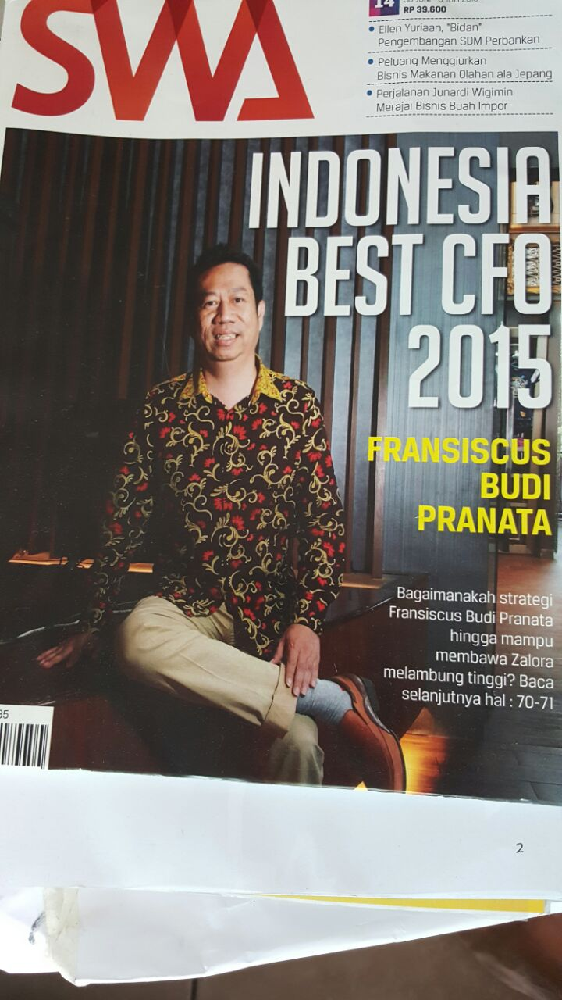 SWA
14
RP 39.600
Ellen Yuriaan, "Bidan"
Pengembangan SDM Perbankan
Peluang Menggiurkan
Bisnis Makanan Olahan ala Jepang
Perjalanan Junardi Wigimin
Merajai Bisnis Buah Impor
INDONESIA
BEST CFO
2015
FRANSISCUS
BUDI
PRANATA
Bagaimanakah strategi
Fransiscus Budi Pranata
hingga mampu
membawa Zalora
melambung tinggi? Baca
selanjutnya hal : 70-71
35
2